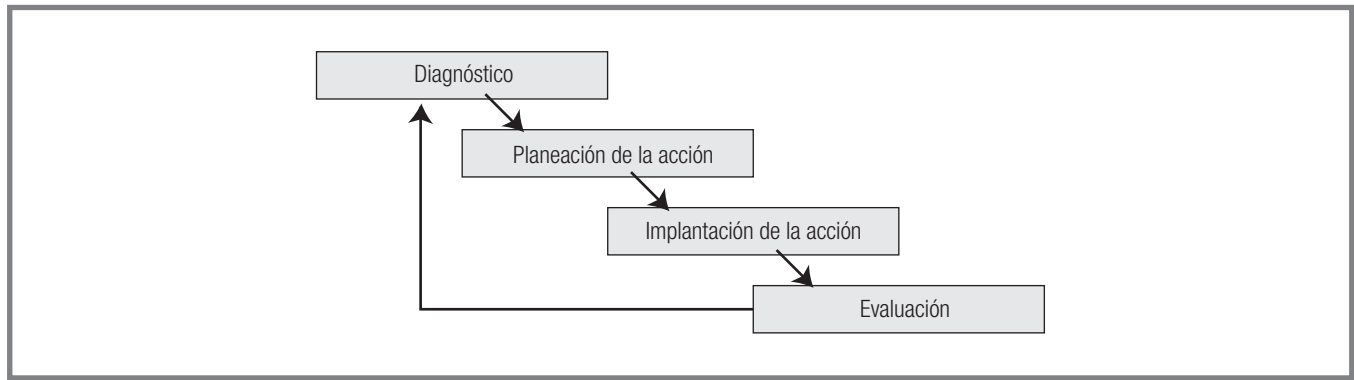 Diagnóstico
Planeación de la acción
Implantación de la acción
Evaluación